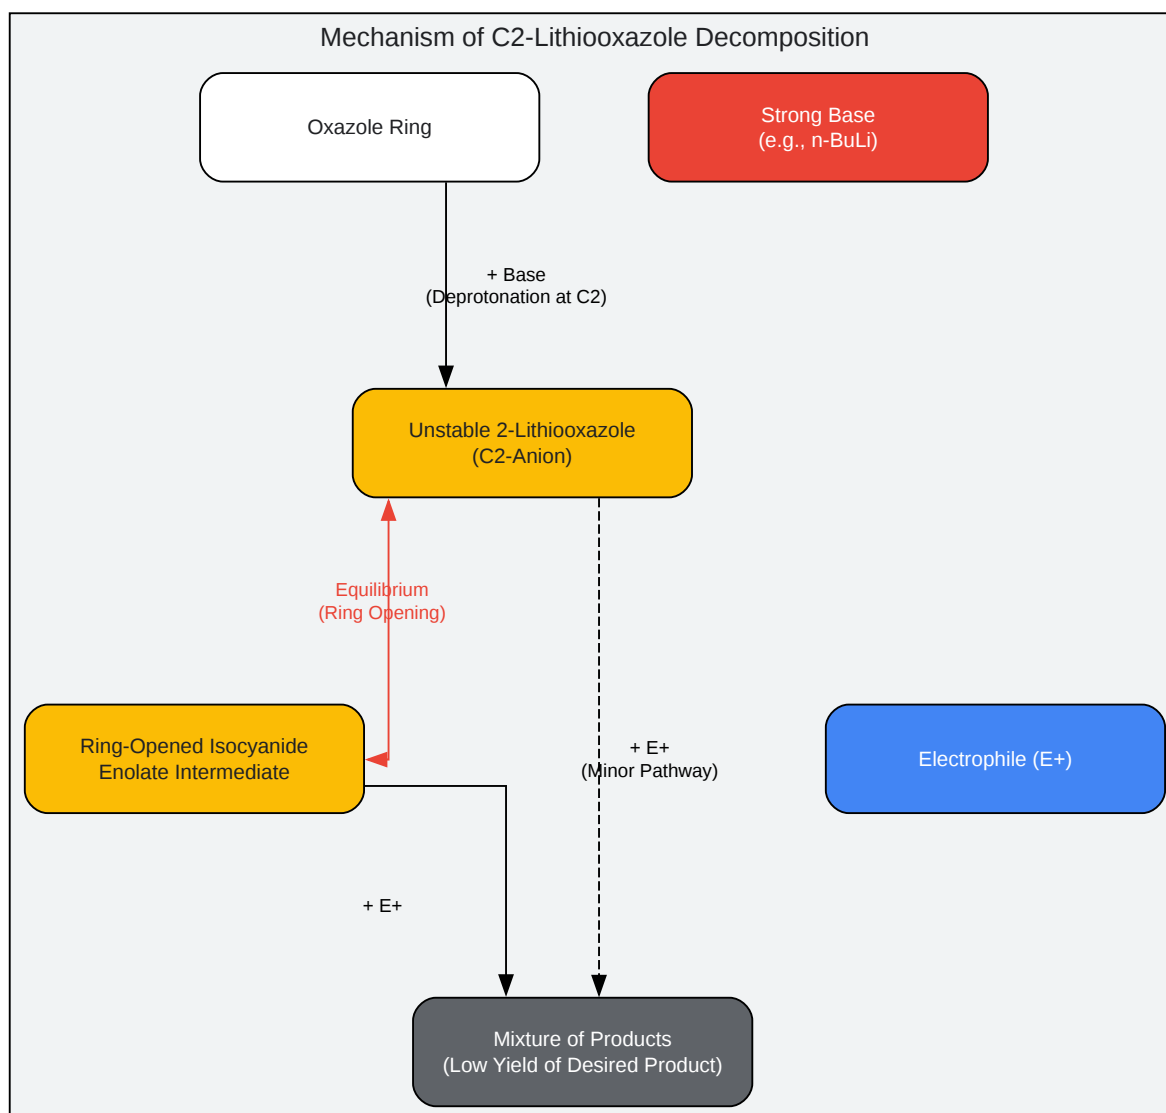 Mechanism of C2-Lithiooxazole Decomposition
Oxazole Ring
Strong Base
(e.g., n-BuLi)
+ Base
(Deprotonation at C2)
Unstable 2-Lithiooxazole
(C2-Anion)
Equilibrium
(Ring Opening)
Ring-Opened Isocyanide
Enolate Intermediate
+ E+
(Minor Pathway)
Electrophile (E+)
+ E+
Mixture of Products
(Low Yield of Desired Product)